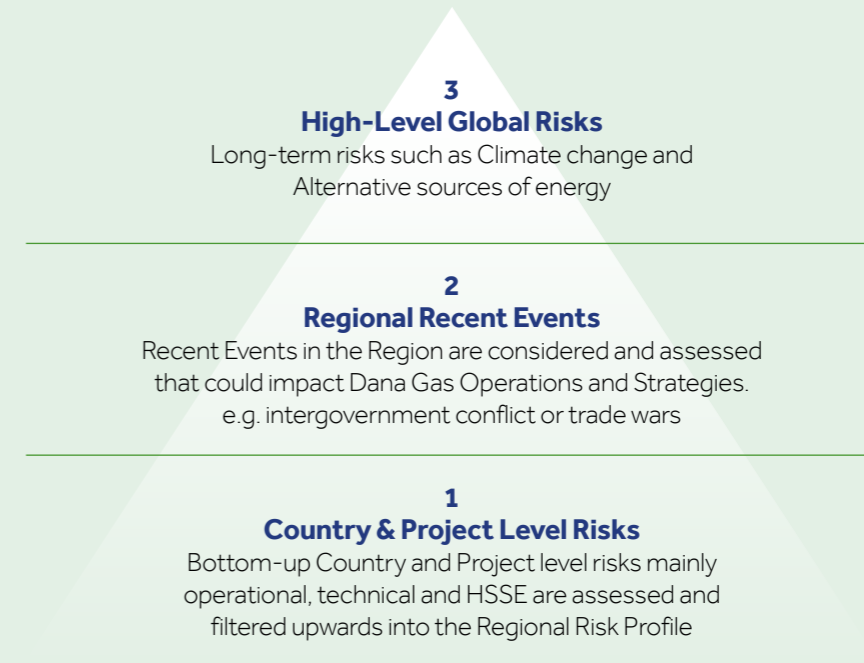 3
High-Level Global Risks
Long-term risks such as Climate change and
Alternative sources of energy
2
Regional Recent Events
Recent Events in the Region are considered and assessed
that could impact Dana Gas Operations and Strategies.
e.g. intergovernment conflict or trade wars
1
Country & Project Level Risks
Bottom-up Country and Project level risks mainly
operational, technical and HSSE are assessed and
filtered upwards into the Regional Risk Profile